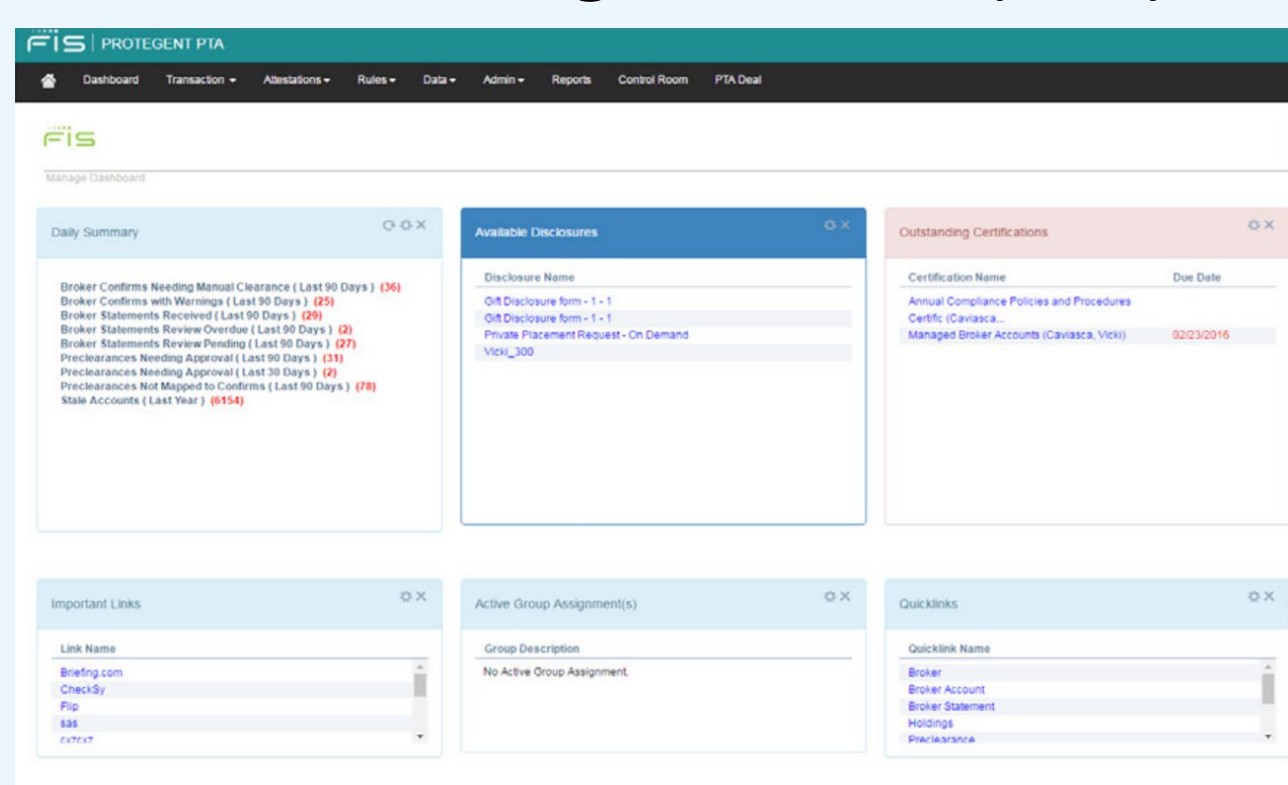 FIS | PROTEGENT PTA
Dashboard Transaction Attestations Rules Data Admin Reports Control Room PTA Deal
FIS
Manage Dashboard
Daily Summary
Broker Confirms Needing Manual Clearance ( Last 90 Days ) (36)
Broker Confirms with Warnings ( Last 90 Days ) (25)
Broker Statements Received ( Last 90 Days ) (29)
Broker Statements Review Overdue ( Last 90 Days ) (2)
Broker Statements Review Pending ( Last 90 Days ) (27)
Preclearances Needing Approval ( Last 90 Days ) (31)
Preclearances Needing Approval ( Last 30 Days ) (2)
Preclearances Not Mapped to Confirms ( Last 90 Days ) (78)
Stale Accounts ( Last Year ) (6154)
Available Disclosures
Disclosure Name
Gift Disclosure form - 1 - 1
Gift Disclosure form - 1 - 1
Private Placement Request - On Demand
Vicki_300
Outstanding Certifications
Certification Name Due Date
Annual Compliance Policies and Procedures
Certific (Caviasca...
Managed Broker Accounts (Caviasca, Vicki) 02/23/2016
Important Links
Link Name
Briefing.com
CheckSy
Flip
sas
cxzcxz
Active Group Assignment(s)
Group Description
No Active Group Assignment.
Quicklinks
Quicklink Name
Broker
Broker Account
Broker Statement
Holdings
Preclearance